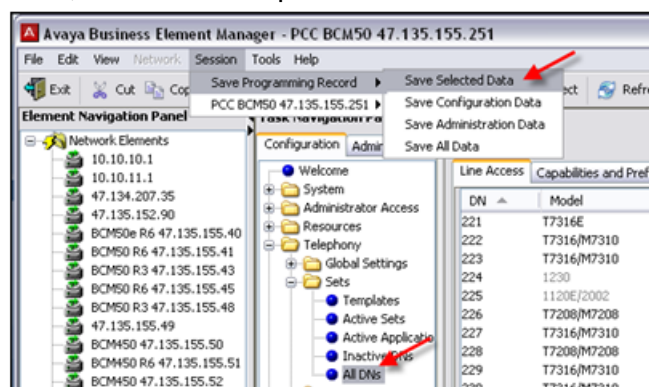 Avaya Business Element Manager - PCC BCM50 47.135.155.251
File Edit View Network Session Tools Help
Exit Cut Refre
Save Programming Record
PCC BCM50 47.135.155.251
Save Selected Data
Save Configuration Data
Save Administration Data
Save All Data
Element Navigation Panel
Network Elements
10.10.10.1
10.10.11.1
47.134.207.35
47.135.152.90
BCM50e R6 47.135.155.40
BCM50 R6 47.135.155.41
BCM50 R3 47.135.155.43
BCM50 R6 47.135.155.45
BCM50 R3 47.135.155.48
47.135.155.49
BCM450 47.135.155.50
BCM450 R6 47.135.155.51
BCM50 47.135.155.52
Configuration Admin
Welcome
System
Administrator Access
Resources
Telephony
Global Settings
Sets
Templates
Active Sets
Active Applicatio
Inactive DNs
All DNs
Line Access Capabilities and Pref
DN Model
221 T7316E
222 T7316/M7310
223 T7316/M7310
224 1230
225 1120E/2002
226 T7208/M7208
227 T7316/M7310
228 T7208/M7208
229 T7316/M7310